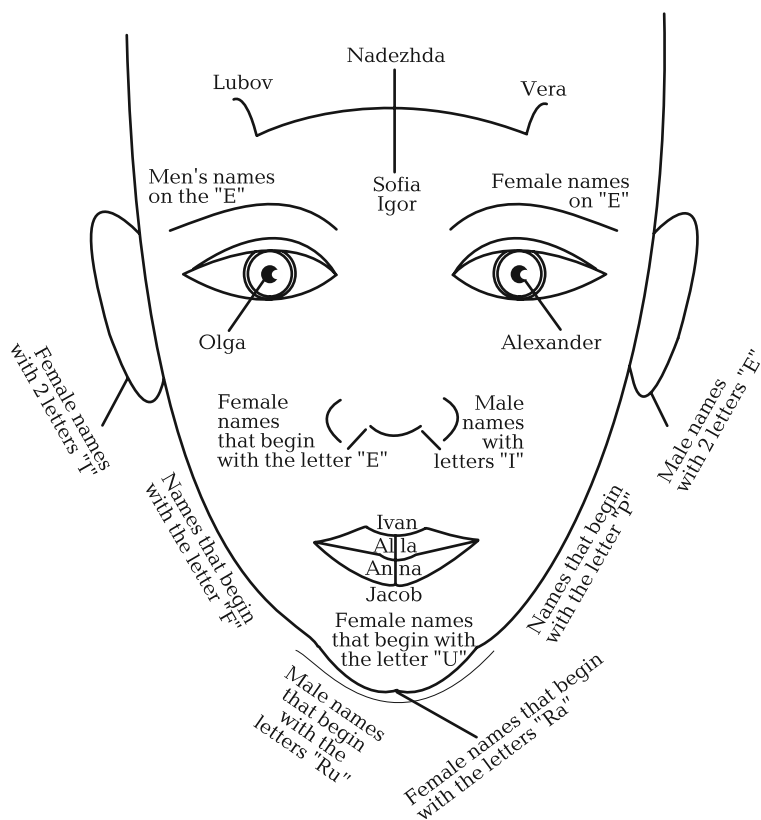 Nadezhda
Lubov
Vera
Men's names
on the "E"
Sofia
Igor
Female names
on "E"
Olga
Alexander
Female names
with 2 letters "T"
Female
names
that begin
with the letter "E"
Male
names
with
letters "I"
Male names
with 2 letters "E"
Names that begin
with the letter "F"
Ivan
Alla
Anna
Jacob
Names that begin
with the letter "P"
Female names
that begin with
the letter "U"
Male names
that begin
with the
letters "Ru"
Female names that begin
with the letters "Ra"